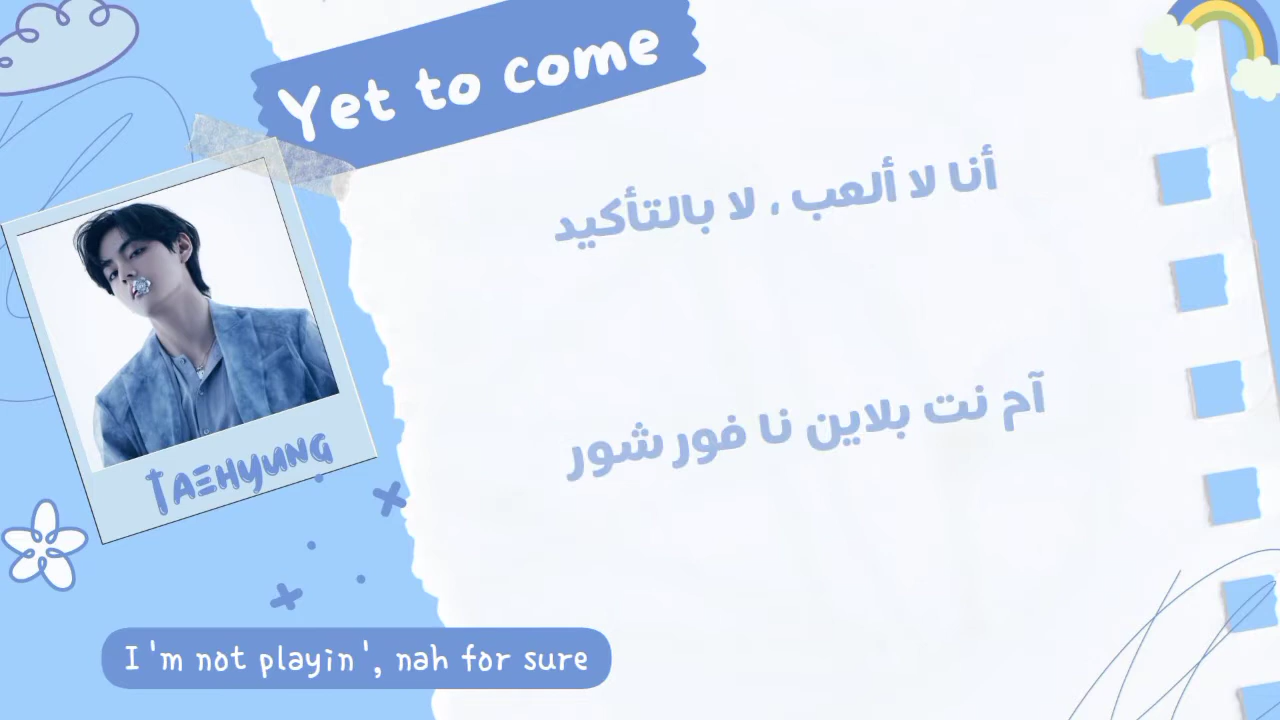 Yet to come
أنا لا ألعب ، لا بالتأكيد
آم نت بلاين نا فور شور
TAEHYUNG
I 'm not playin', nah for sure